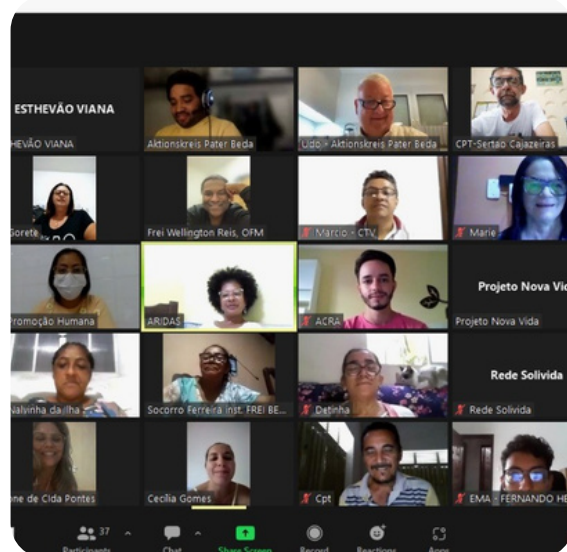 ESTHEVÃO VIANA
HEVÃO VIANA
Aktionskreis Pater Beda
Udo - Aktionskreis Pater Beda
CPT-Sertão Cajazeiras
Gorete
Frei Wellington Reis, OFM
Marcio - CTV
Marie
Promoção Humana
ARIDAS
ACRA
Projeto Nova Vid
Projeto Nova Vida
Nalvinha da Ilha
Socorro Ferreira inst. FREI BE...
Detinha
Rede Solivida
Rede Solivida
ne de Cida Pontes
Cecília Gomes
Cpt
EMA - FERNANDO HE
37
Participants
Chat
Share Screen
Record
Reactions
Apps